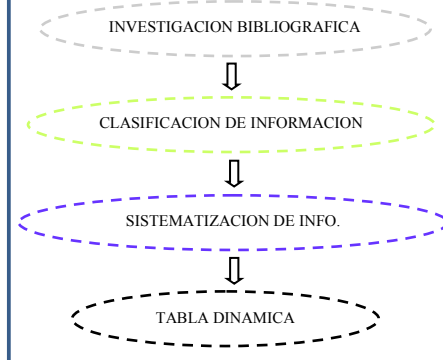 INVESTIGACION BIBLIOGRAFICA
CLASIFICACION DE INFORMACION
SISTEMATIZACION DE INFO.
TABLA DINAMICA